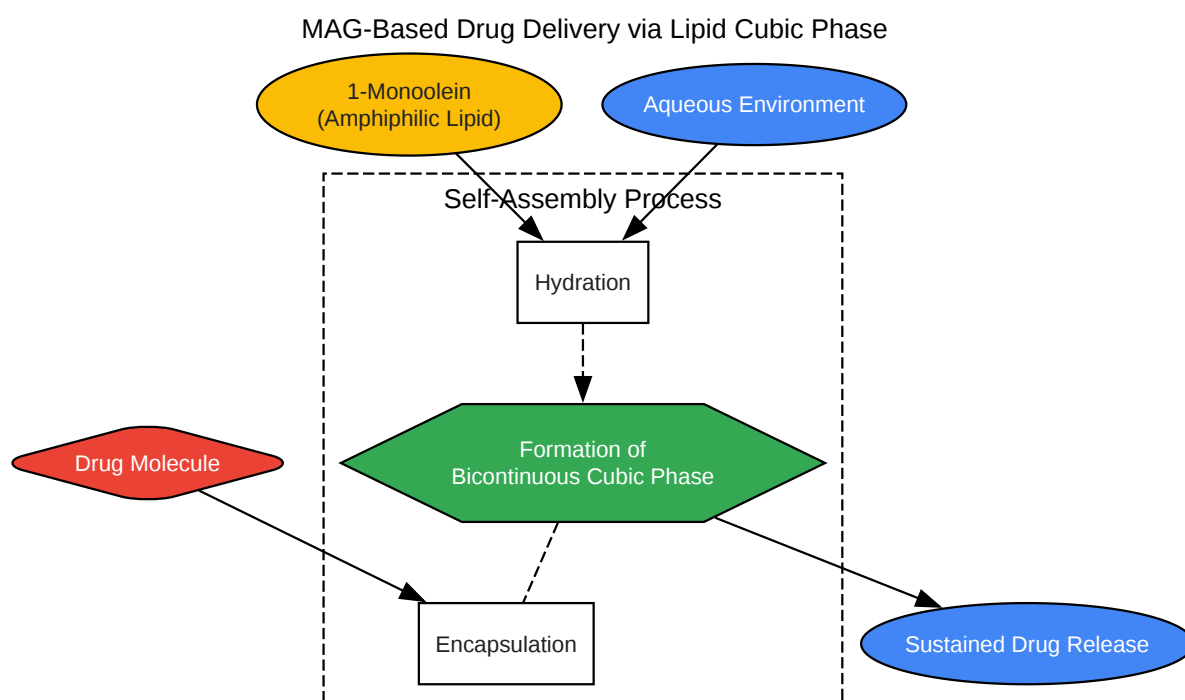 MAG-Based Drug Delivery via Lipid Cubic Phase
1-Monoolein
(Amphiphilic Lipid)
Aqueous Environment
Self-Assembly Process
Hydration
Formation of
Bicontinuous Cubic Phase
Drug Molecule
Encapsulation
Sustained Drug Release